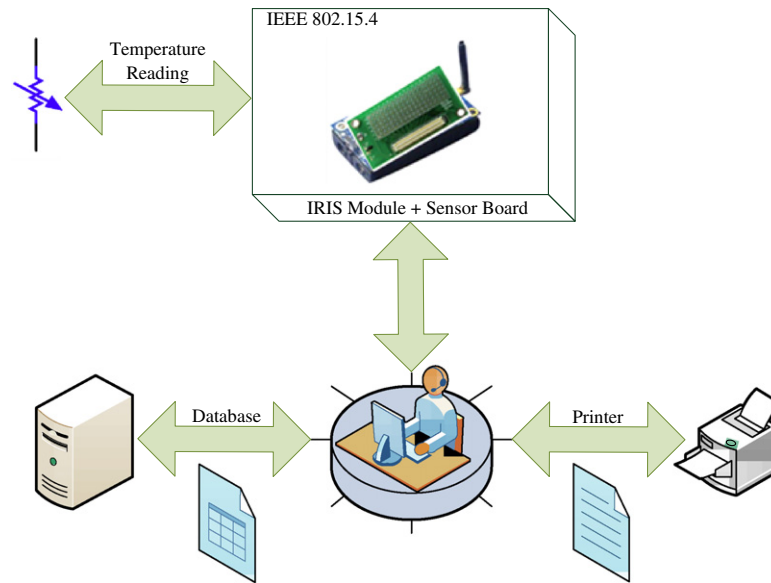 IEEE 802.15.4
Temperature
Reading
IRIS Module + Sensor Board
Database
Printer